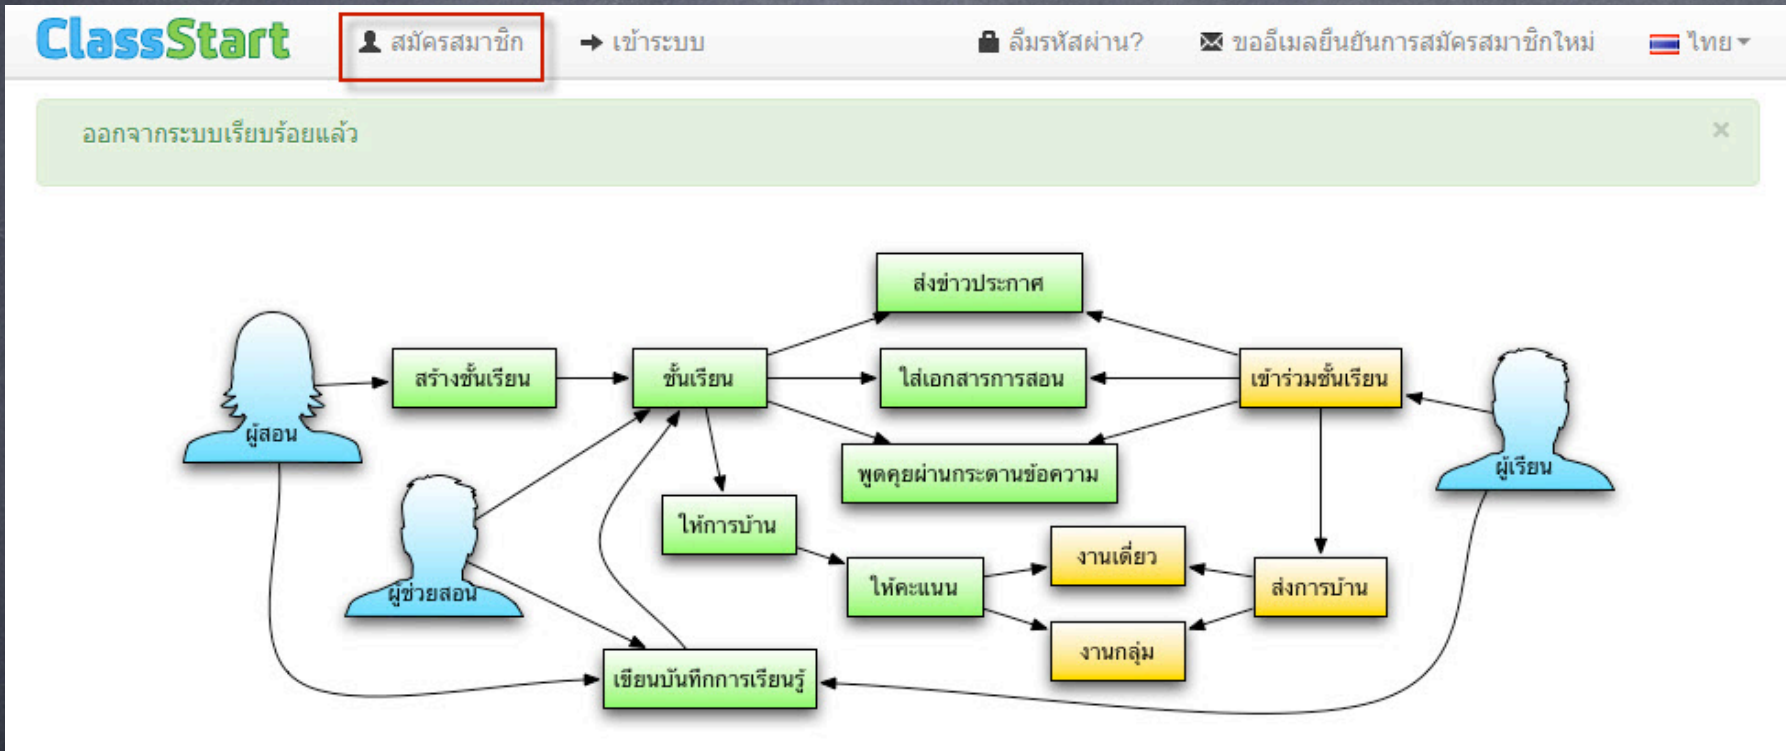 ClassStart
สมัครสมาชิก
เข้าระบบ
ลืมรหัสผ่าน?
ขออีเมลยืนยันการสมัครสมาชิกใหม่
ไทย
ออกจากระบบเรียบร้อยแล้ว
×
ส่งข่าวประกาศ
สร้างชั้นเรียน
ชั้นเรียน
ใส่เอกสารการสอน
เข้าร่วมชั้นเรียน
ผู้สอน
พูดคุยผ่านกระดานข้อความ
ผู้เรียน
ให้การบ้าน
งานเดี่ยว
ผู้ช่วยสอน
ให้คะแนน
ส่งการบ้าน
งานกลุ่ม
เขียนบันทึกการเรียนรู้